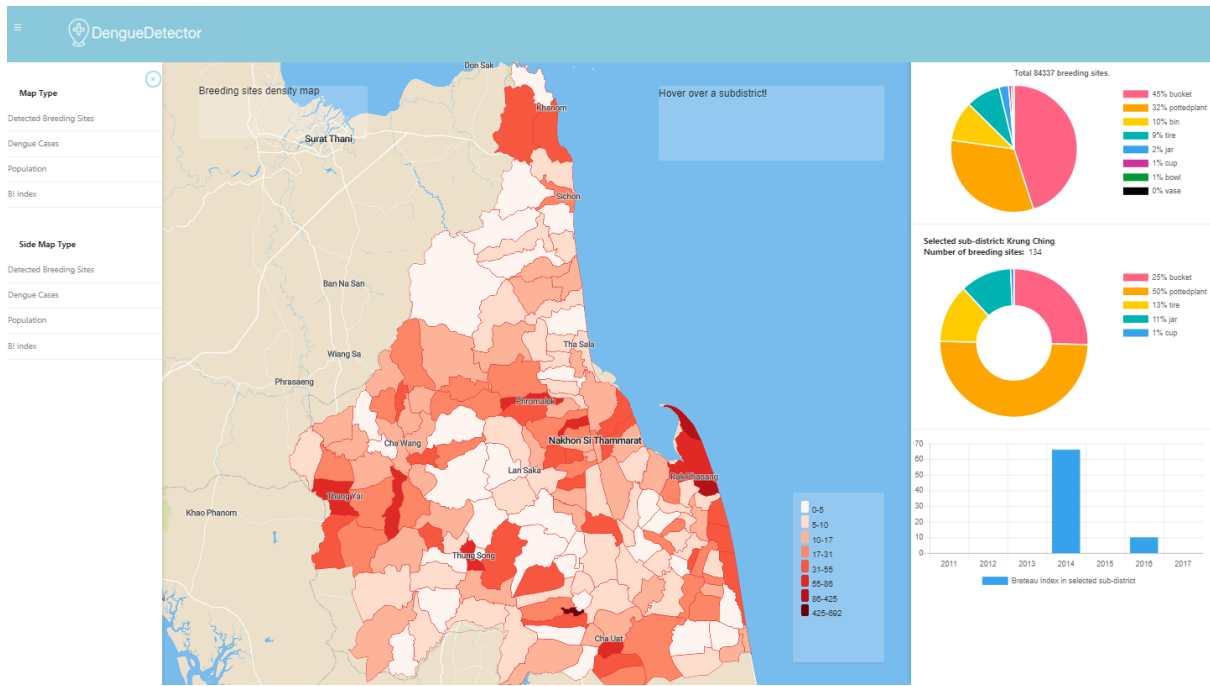 DengueDetector
Map Type
Detected Breeding Sites
Dengue Cases
Population
BI Index
Side Map Type
Detected Breeding Sites
Dengue Cases
Population
BI Index
Breeding sites density map
Hover over a subdistrict!
Don Sak
Khanom
Surat Thani
Sichon
Ban Na San
Tha Sala
Wiang Sa
Phrasaeng
Phromalok
Cha Wang
Nakhon Si Thammarat
Lan Saka
Pak Phanang
Thung Yai
Khao Phanom
Thung Song
Cha Uat
0-5
5-10
10-17
17-31
31-55
55-86
86-425
425-692
Total 84337 breeding sites.
45% bucket
32% pottedplant
10% bin
9% tire
2% jar
1% cup
1% bowl
0% vase
Selected sub-district: Krung Ching
Number of breeding sites: 134
25% bucket
50% pottedplant
13% tire
11% jar
1% cup
70
60
50
40
30
20
10
0
2011 2012 2013 2014 2015 2016 2017
Breteau Index in selected sub-district